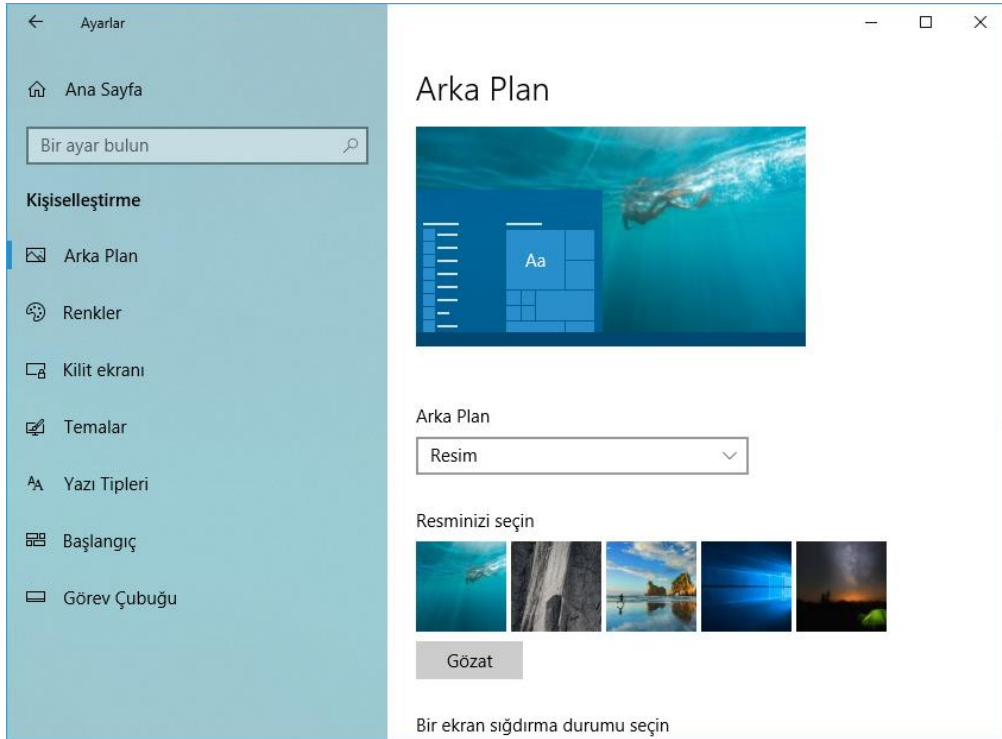 Ayarlar
Ana Sayfa
Bir ayar bulun
Kişiselleştirme
Arka Plan
Renkler
Kilit ekranı
Temalar
Yazı Tipleri
Başlangıç
Görev Çubuğu
Arka Plan
Aa
Arka Plan
Resim
Resminizi seçin
Gözat
Bir ekran sığdırma durumu seçin